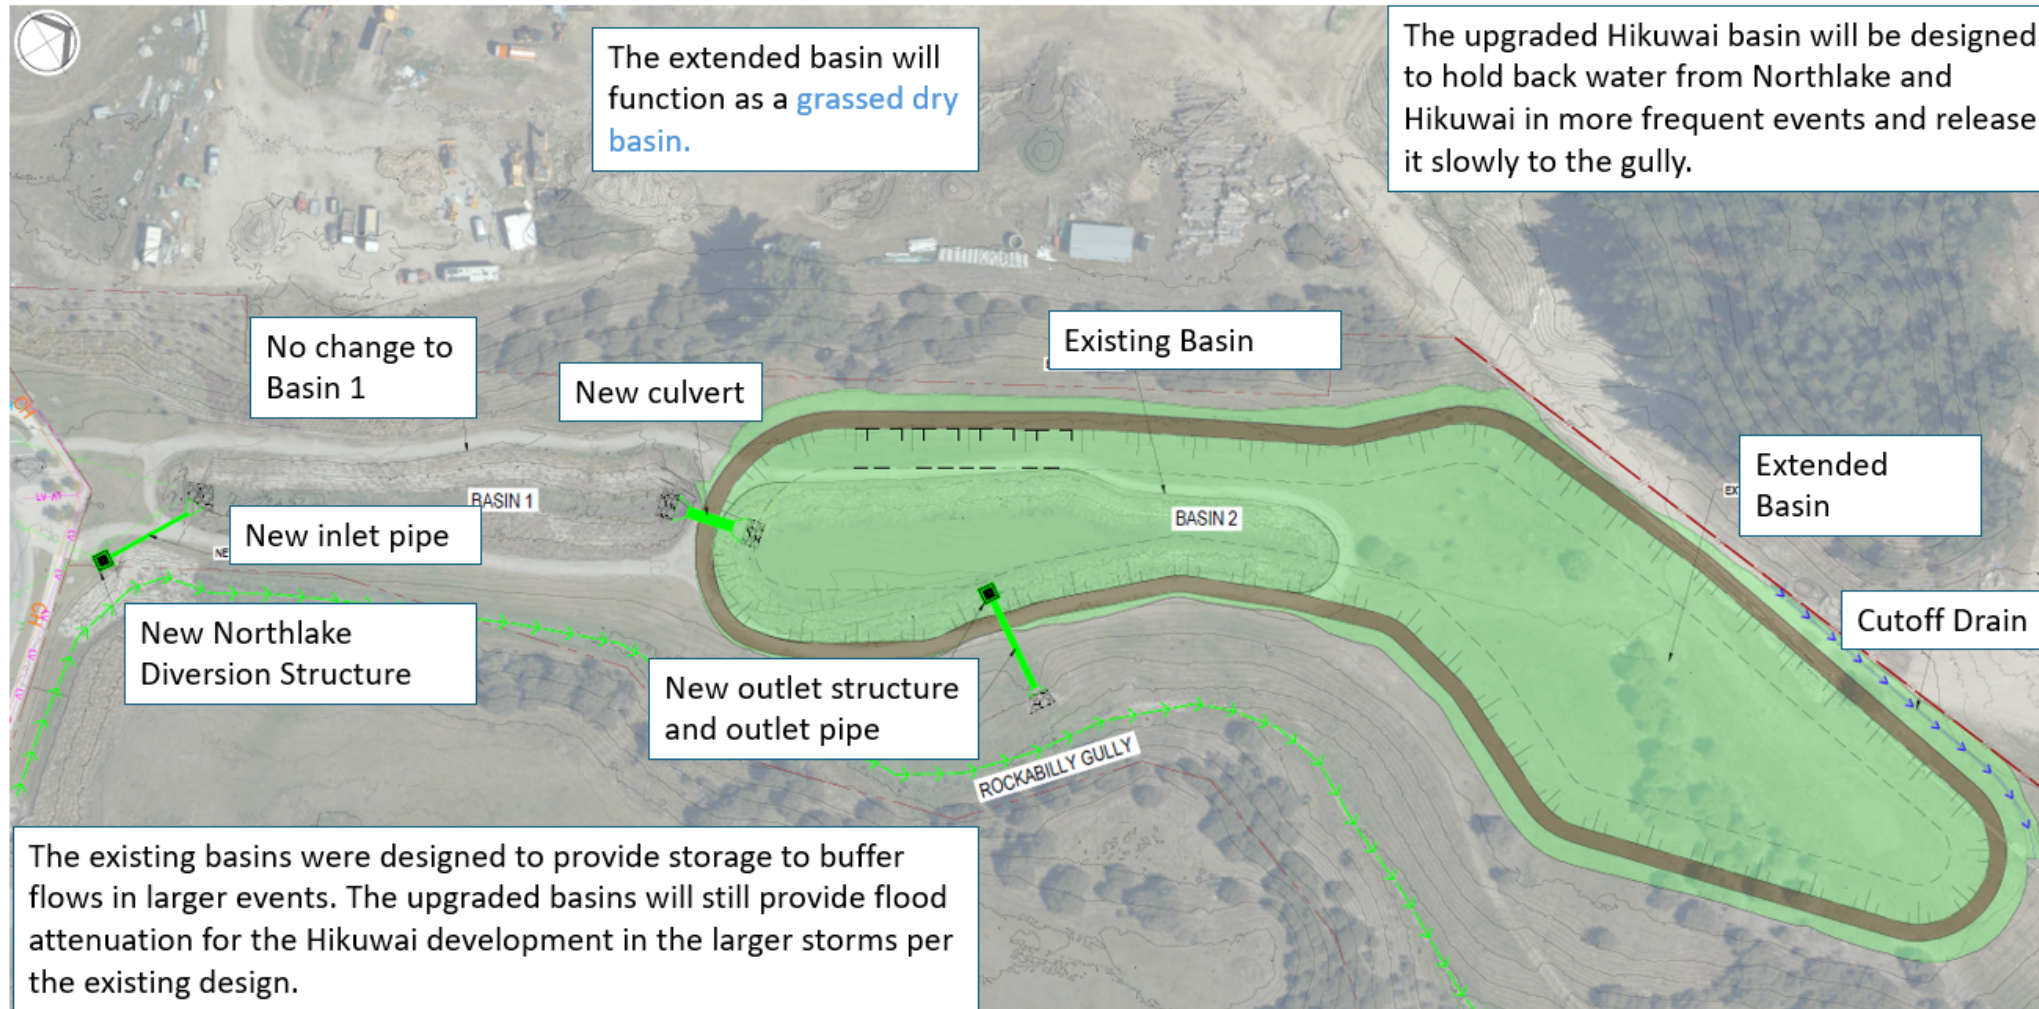 The extended basin will
function as a grassed dry
basin.
The upgraded Hikuwai basin will be designed
to hold back water from Northlake and
Hikuwai in more frequent events and release
it slowly to the gully.
No change to
Basin 1
New culvert
Existing Basin
Extended
Basin
CH
LV
BASIN 1
BASIN 2
New inlet pipe
NE
EX
New Northlake
Diversion Structure
CH
New outlet structure
and outlet pipe
Cutoff Drain
ROCKABILLY GULLY
The existing basins were designed to provide storage to buffer
flows in larger events. The upgraded basins will still provide flood
attenuation for the Hikuwai development in the larger storms per
the existing design.